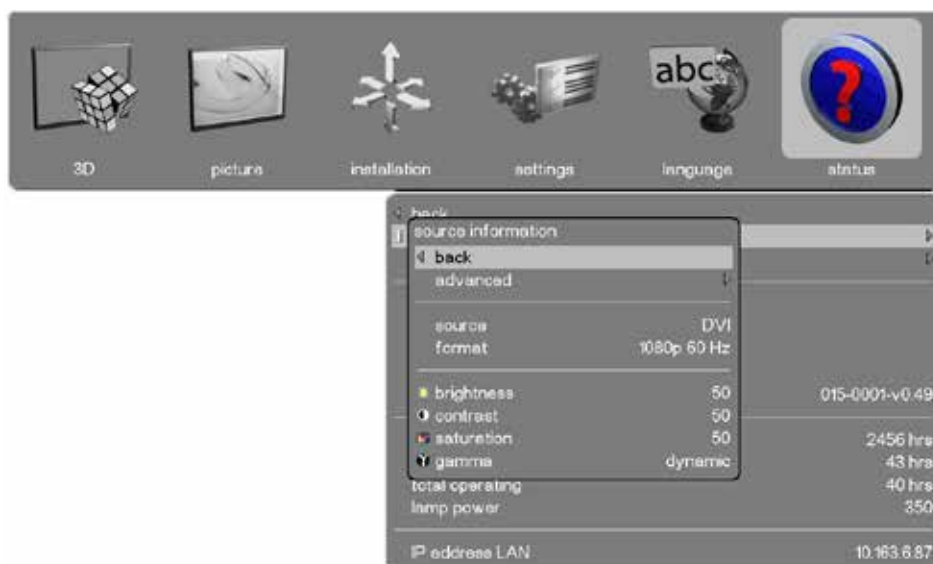 abc
3D picture installation settings language status
back
source information
back
advanced
source DVI
format 1080p 60 Hz
brightness 50 015-0001-v0.49
contrast 50
saturation 50 2456 hrs
gamma dynamic 43 hrs
total operating 40 hrs
lamp power 350
IP address LAN 10.163.6.87